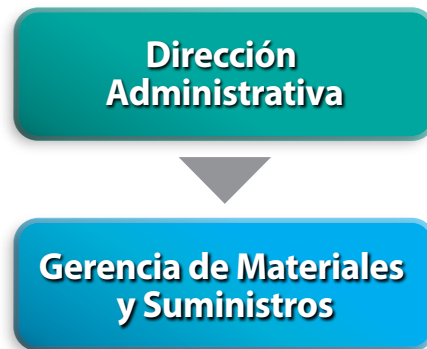 Dirección
Administrativa
Gerencia de Materiales
y Suministros